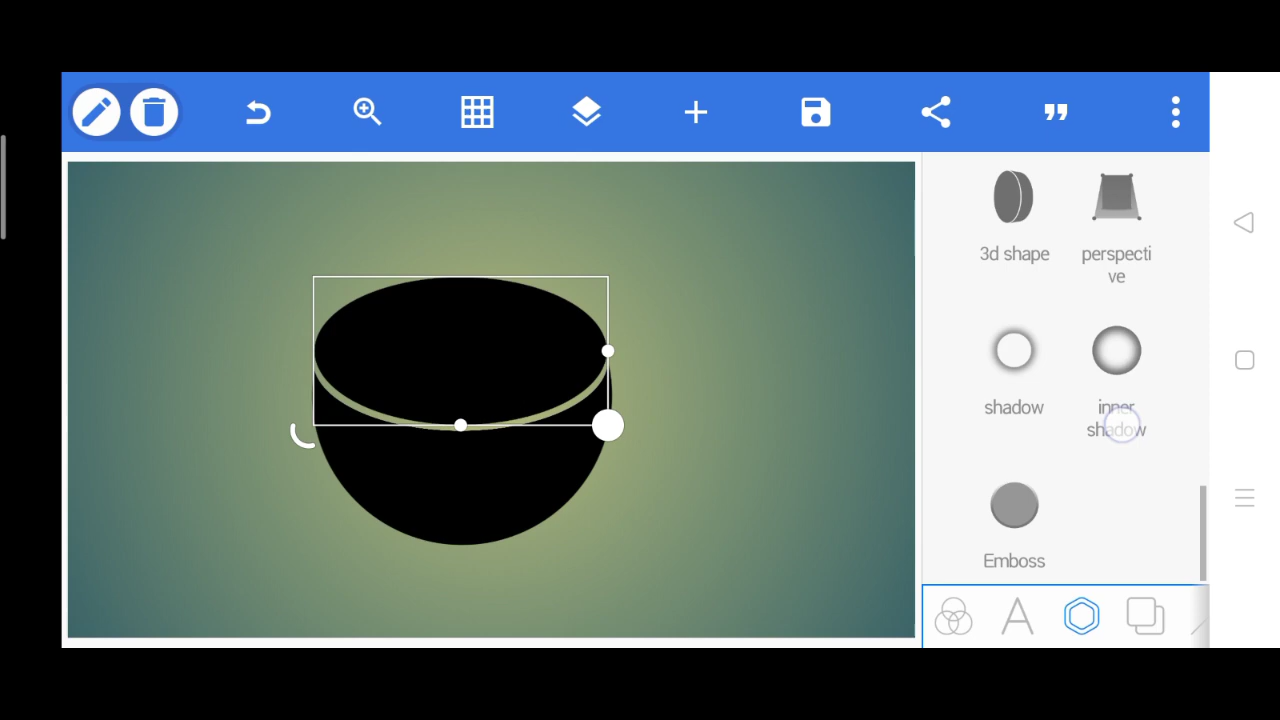 3d shape
perspecti
ve
shadow
inner
shadow
Emboss